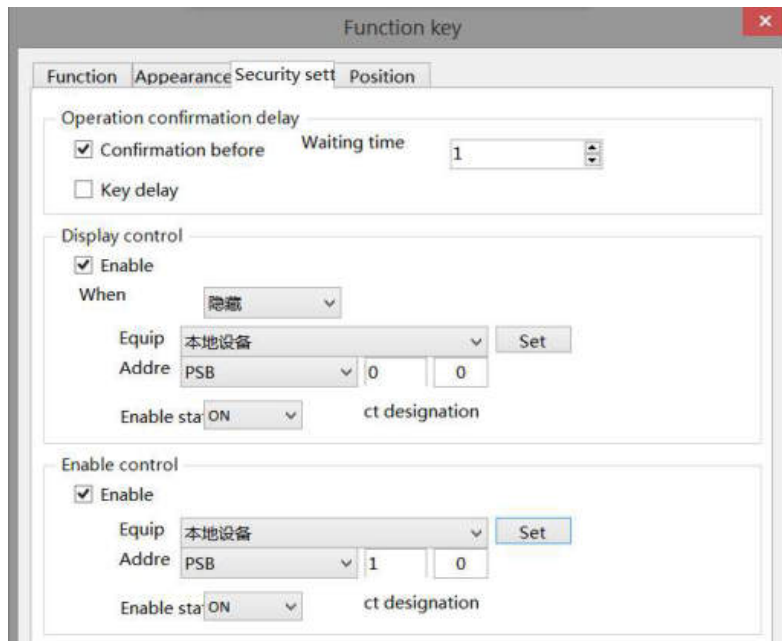 Function key
Function Appearance Security sett Position
Operation confirmation delay
Confirmation before Waiting time 1
Key delay
Display control
Enable
When 隐藏
Equip 本地设备 Set
Addre PSB 0 0
Enable sta ON ct designation
Enable control
Enable
Equip 本地设备 Set
Addre PSB 1 0
Enable sta ON ct designation